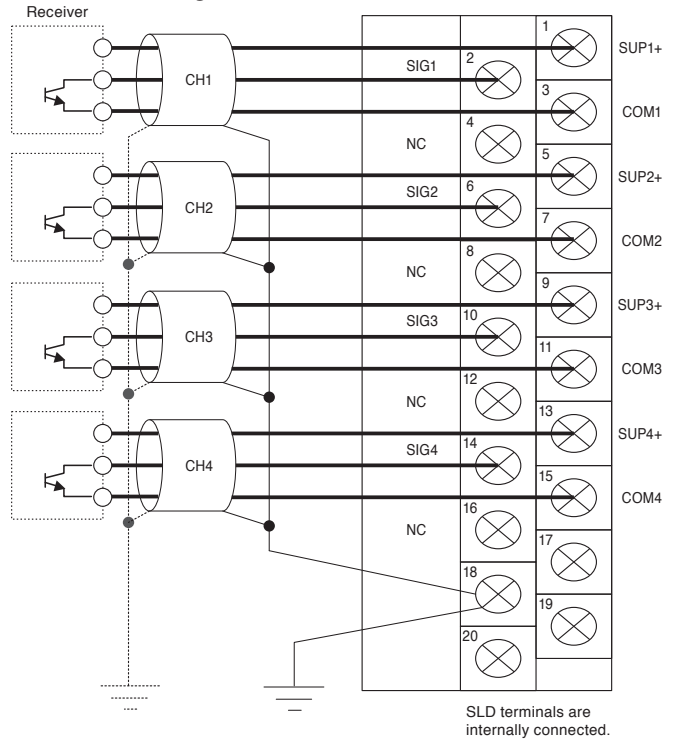 Receiver
1
SUP1+
SIG1
2
CH1
3
COM1
4
NC
5
SUP2+
SIG2
6
CH2
7
COM2
8
NC
9
SUP3+
SIG3
10
CH3
11
COM3
12
NC
13
SUP4+
SIG4
14
CH4
15
COM4
16
NC
17
18
19
20
SLD terminals are
internally connected.